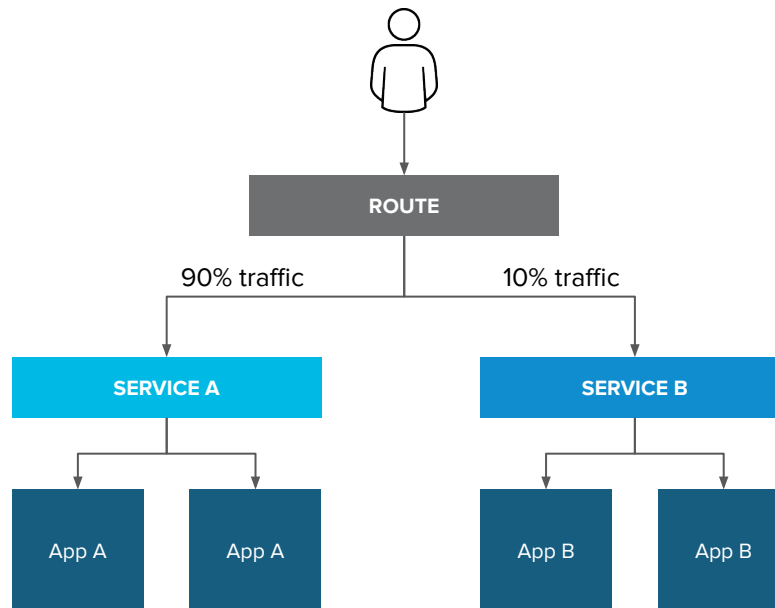 ROUTE
90% traffic
10% traffic
SERVICE A
SERVICE B
App A
App A
App B
App B